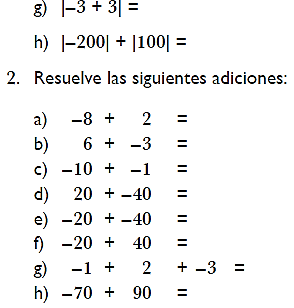 g) |−3 + 3| =
h) |−200| + |100| =
2. Resuelve las siguientes adiciones:
a) −8 + 2 =
b) 6 + −3 =
c) −10 + −1 =
d) 20 + −40 =
e) −20 + −40 =
f) −20 + 40 =
g) −1 + 2 + −3 =
h) −70 + 90 =